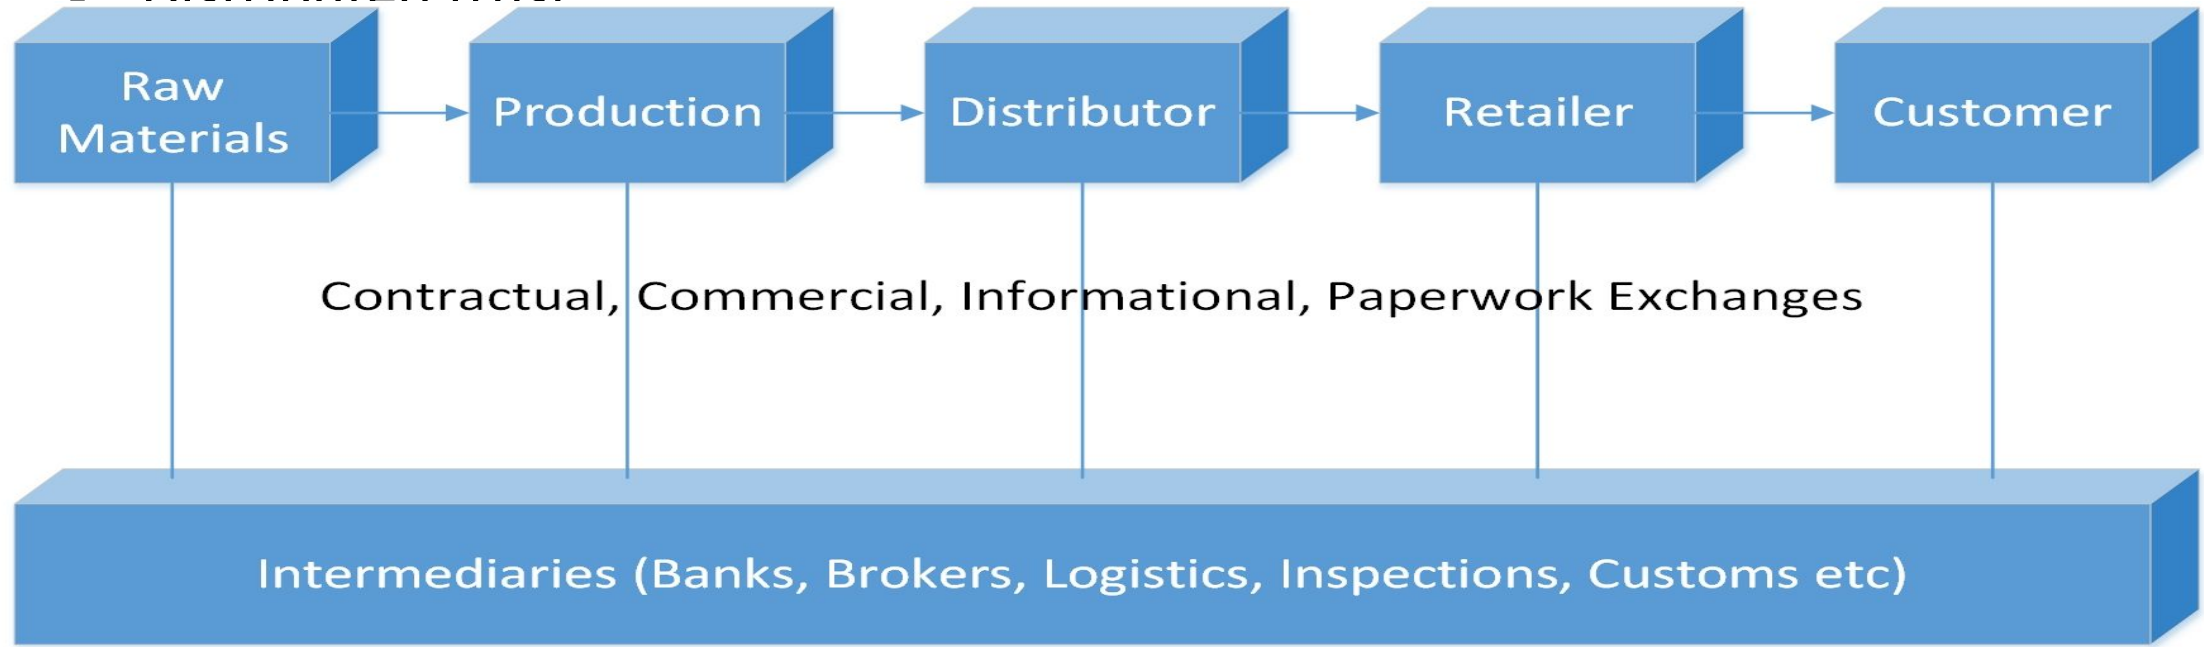 Raw
Materials
Production
Distributor
Retailer
Customer
Contractual, Commercial, Informational, Paperwork Exchanges
Intermediaries (Banks, Brokers, Logistics, Inspections, Customs etc)